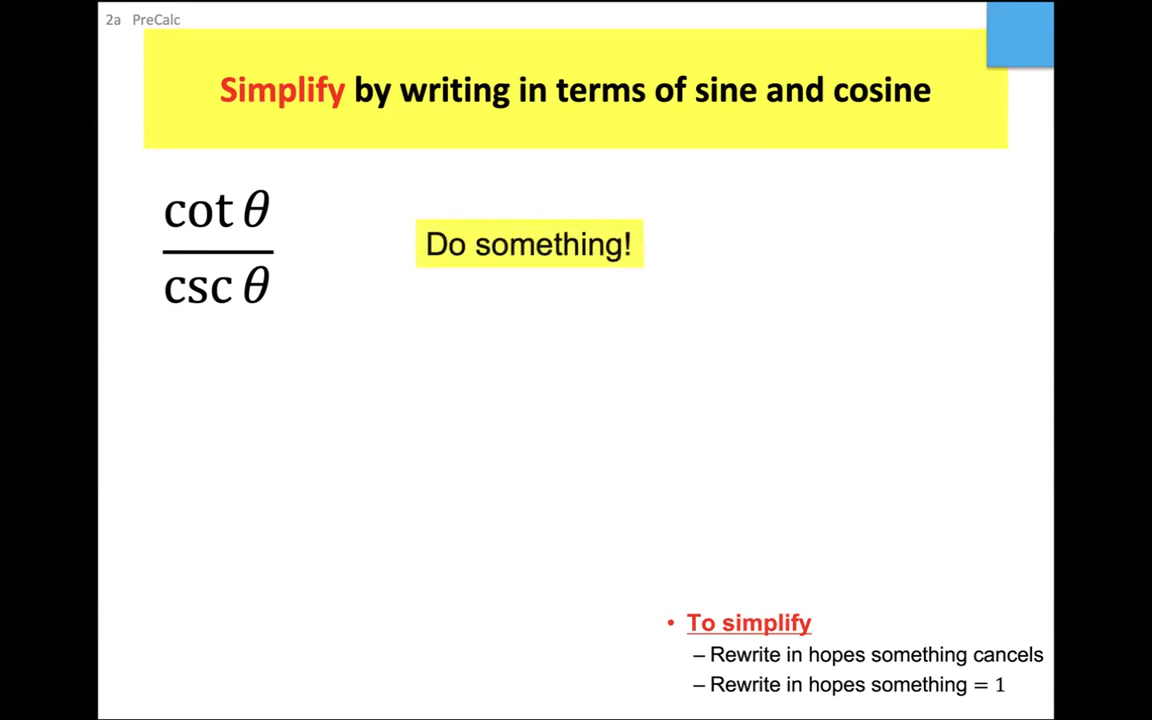 2a PreCalc
Simplify by writing in terms of sine and cosine
cot θ
csc θ
Do something!
• To simplify
– Rewrite in hopes something cancels
– Rewrite in hopes something = 1